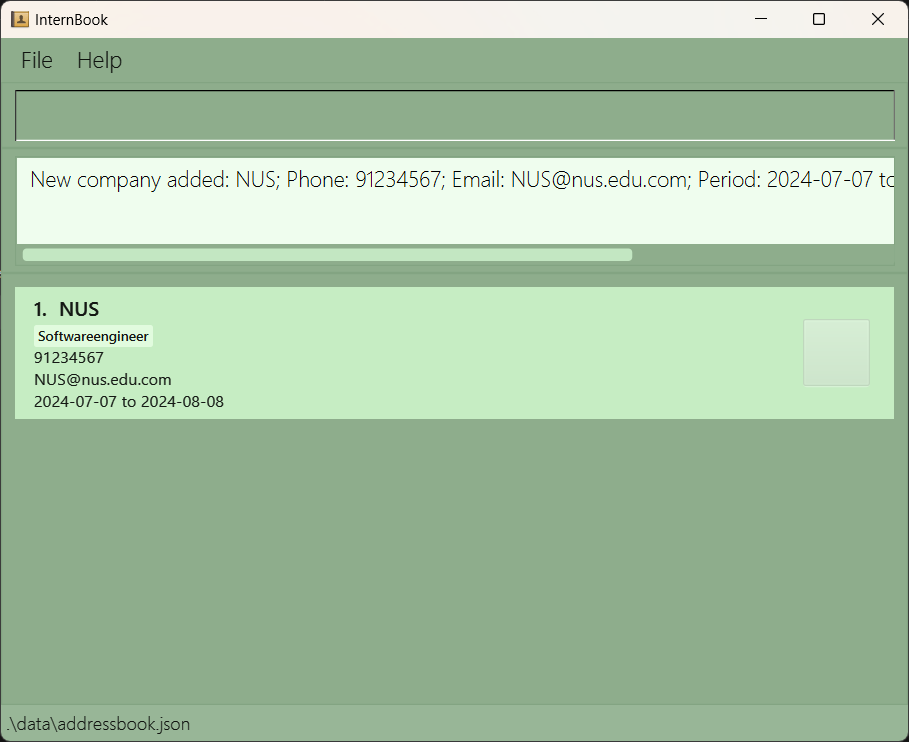 InternBook
File Help
New company added: NUS; Phone: 91234567; Email: NUS@nus.edu.com; Period: 2024-07-07 to
1. NUS
Softwareengineer
91234567
NUS@nus.edu.com
2024-07-07 to 2024-08-08
.\data\addressbook.json